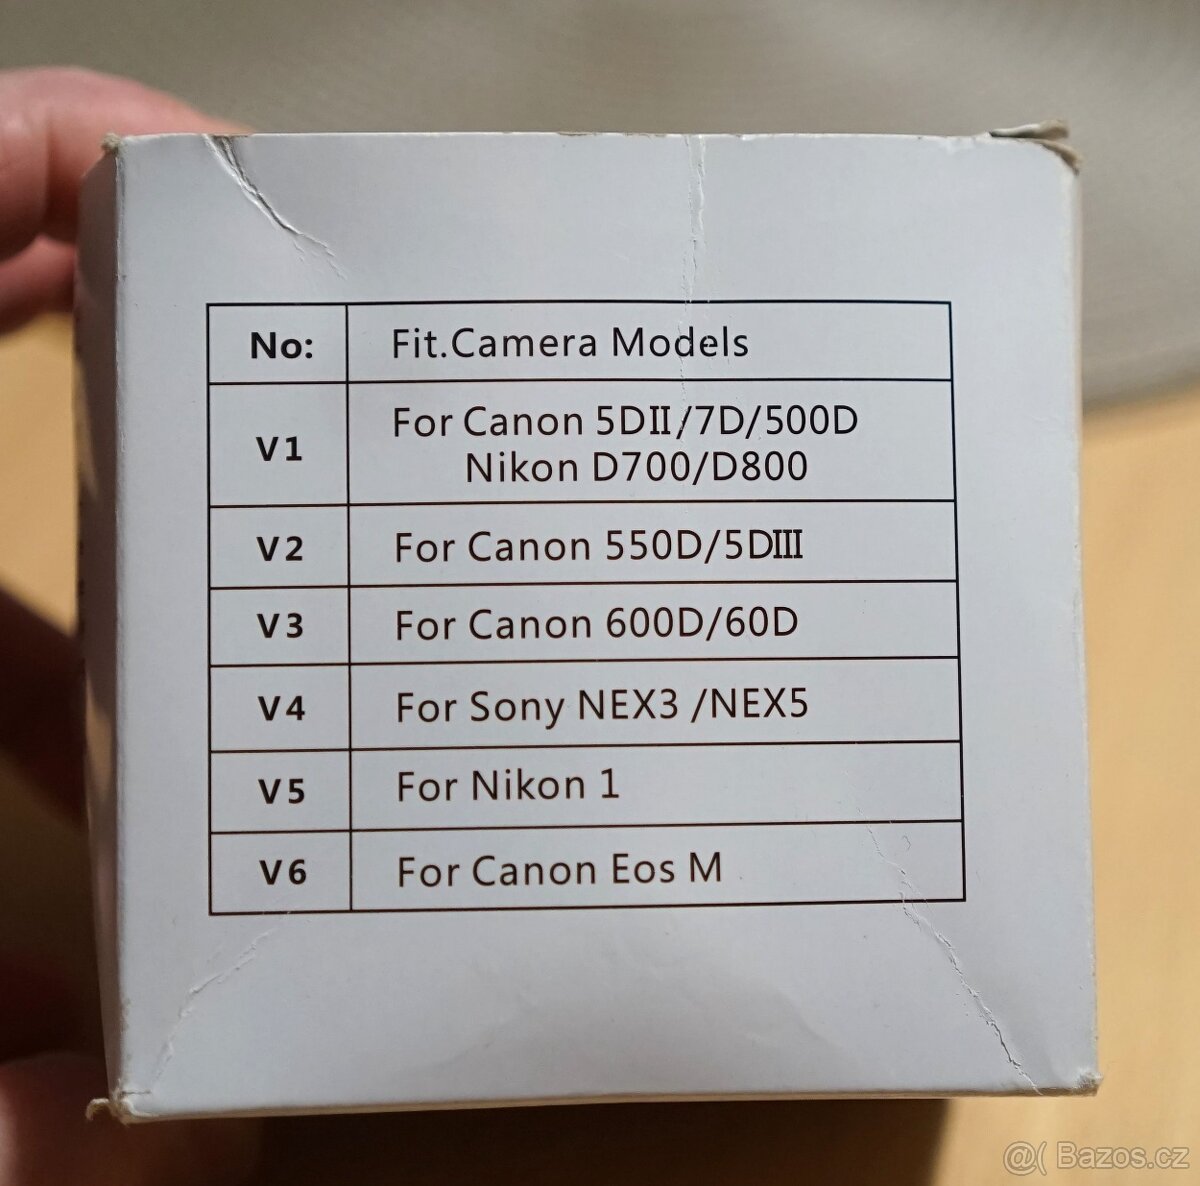 No: Fit.Camera Models
V1 For Canon 5DII/7D/500D
Nikon D700/D800
V2 For Canon 550D/5DIII
V3 For Canon 600D/60D
V4 For Sony NEX3 /NEX5
V5 For Nikon 1
V6 For Canon Eos M
@( Bazos.cz